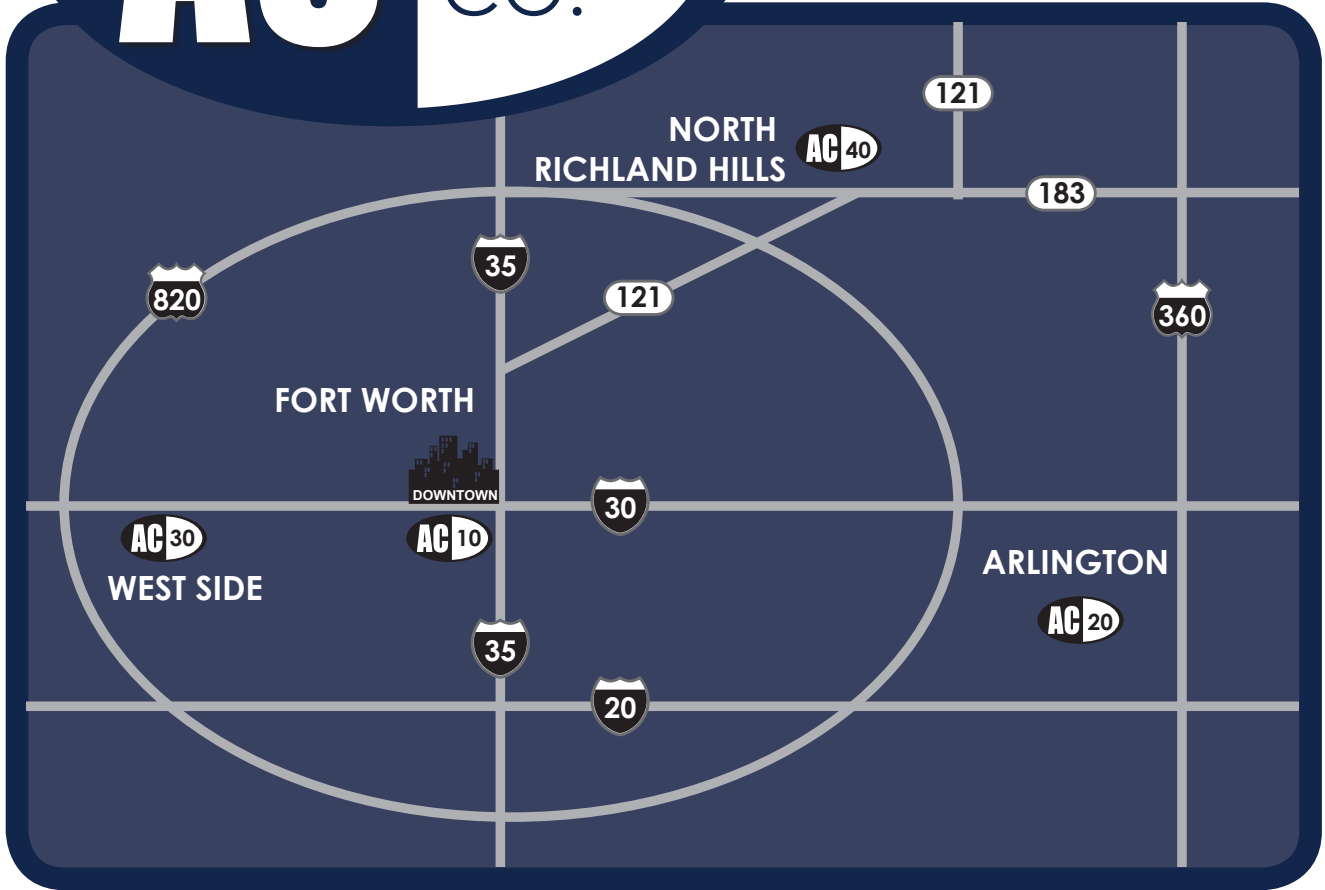 CO.
121
NORTH
AC 40
RICHLAND HILLS
183
35
820
121
360
FORT WORTH
DOWNTOWN
30
AC 30
AC 10
WEST SIDE
ARLINGTON
AC 20
35
20